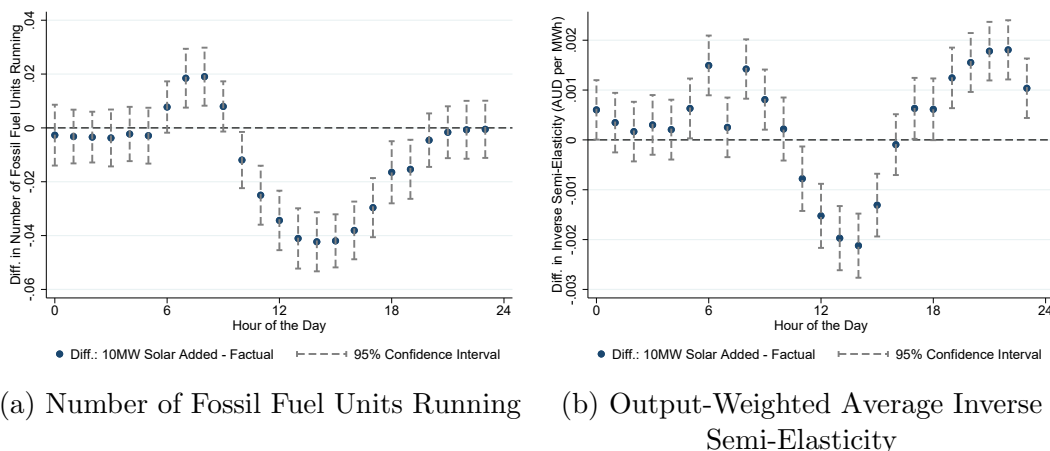 Diff. in Number of Fossil Fuel Units Running
.04
.02
0
-.02
-.04
-.06
0 6 12 18 24
Hour of the Day
Diff.: 10MW Solar Added - Factual 95% Confidence Interval
(a) Number of Fossil Fuel Units Running
Diff. in Inverse Semi-Elasticity (AUD per MWh)
.002
.001
0
-.001
-.002
-.003
0 6 12 18 24
Hour of the Day
Diff.: 10MW Solar Added - Factual 95% Confidence Interval
(b) Output-Weighted Average Inverse
Semi-Elasticity